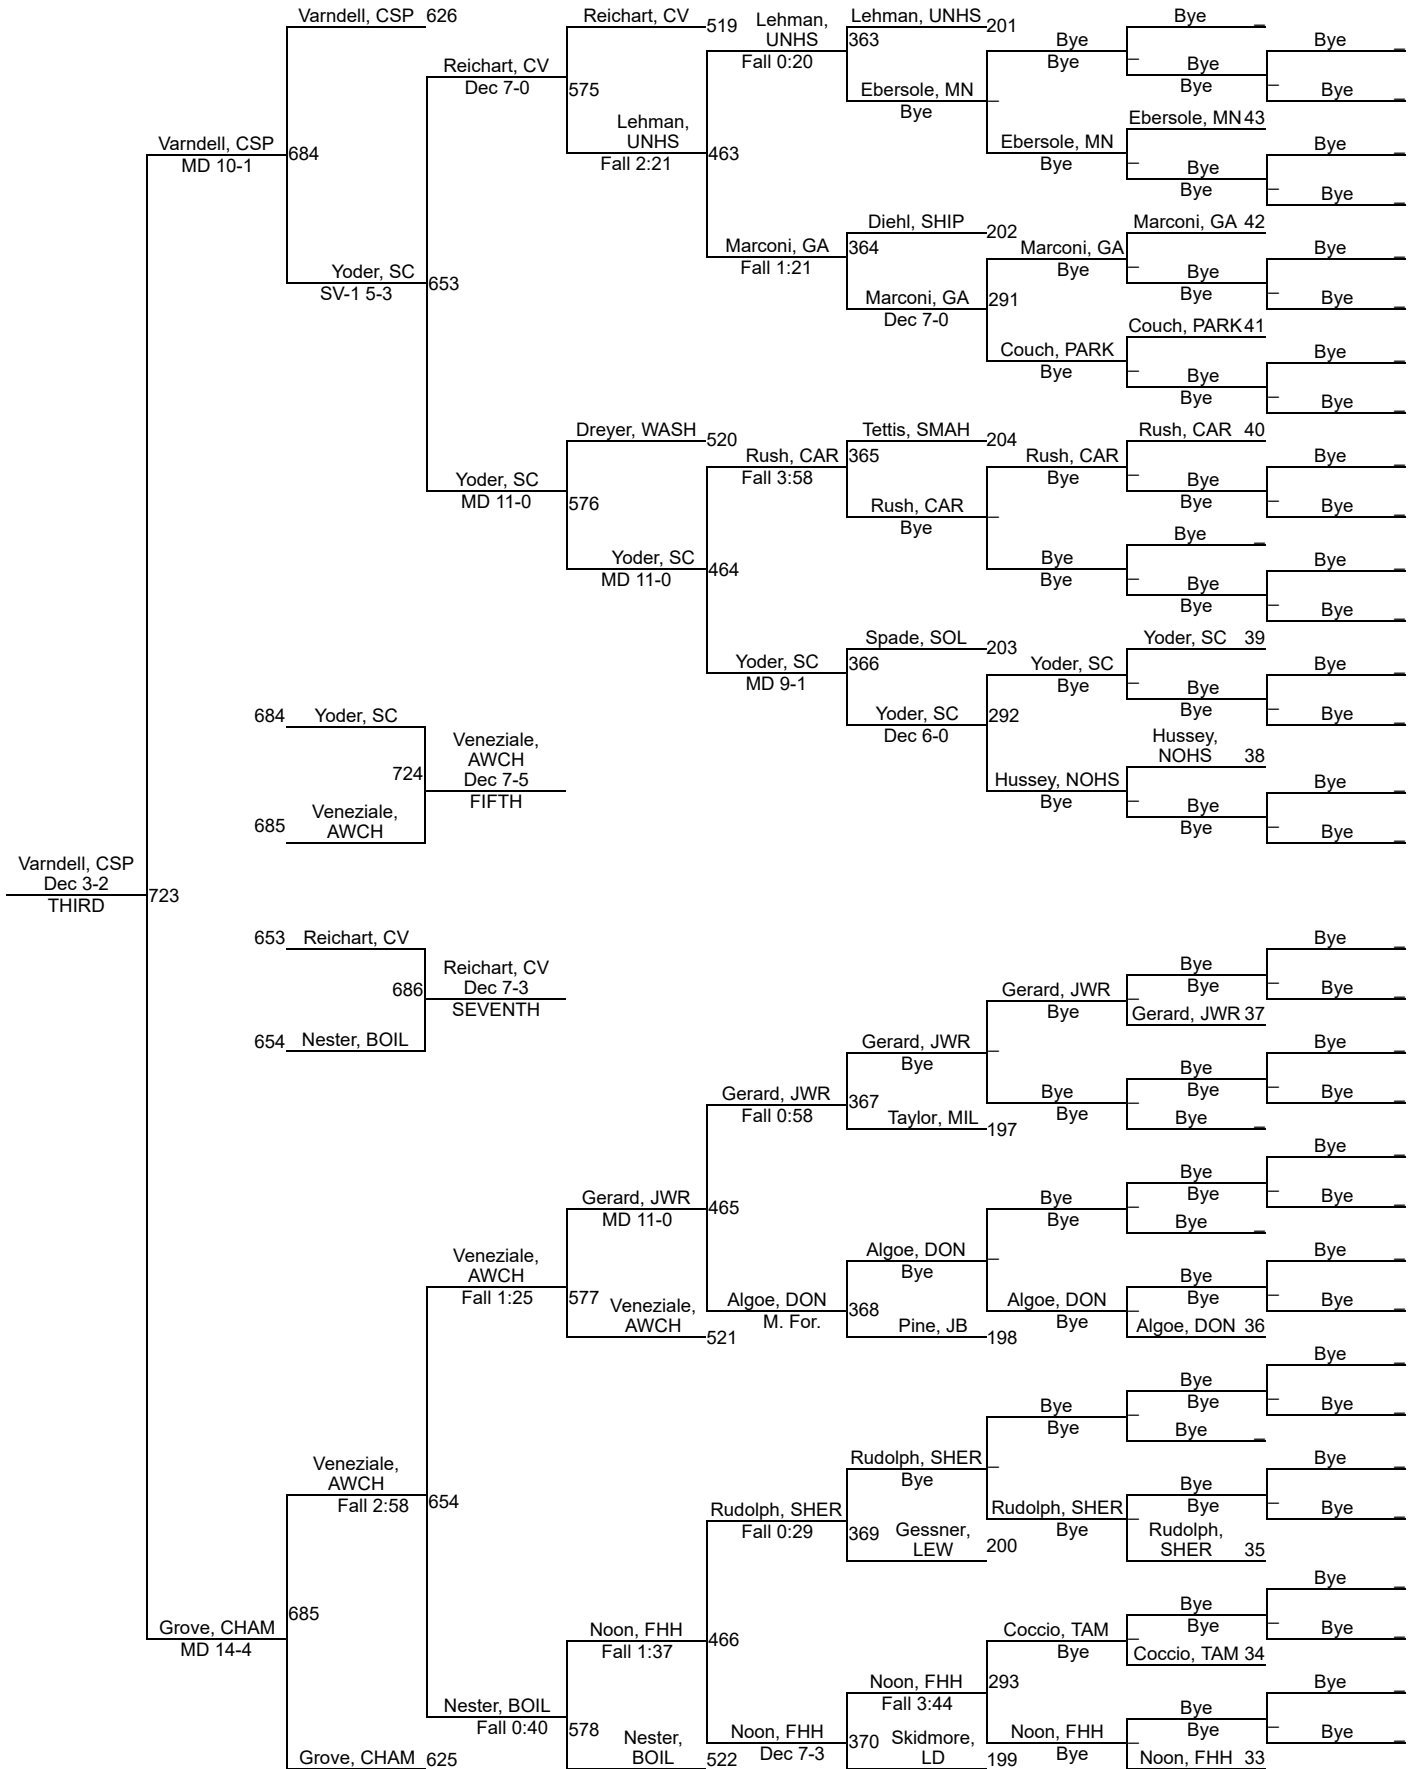 Varndell, CSP 626
Reichart, CV
519
Lehman,
UNHS
Fall 0:20
Lehman, UNHS
201
363
Bye _
Bye
Bye
Bye _
Reichart, CV
Dec 7-0
575
Ebersole, MN
Bye
_
_
Bye
Bye
_
Bye _
Lehman,
UNHS
Fall 2:21
463
Ebersole, MN 43
Ebersole, MN
Bye
_
Bye
Bye
Bye _
_
Bye _
Varndell, CSP
MD 10-1
684
Diehl, SHIP
202
Marconi, GA 42
Marconi, GA
Fall 1:21
364
Marconi, GA
Bye
_
Bye
Bye
Bye _
_
Bye _
Yoder, SC
SV-1 5-3
653
Marconi, GA
Dec 7-0
291
Couch, PARK 41
Couch, PARK
Bye
_
Bye
Bye
Bye _
_
Bye _
Dreyer, WASH 520
Tettis, SMAH
204
Rush, CAR 40
Rush, CAR
Fall 3:58
365
Rush, CAR
Bye
_
Bye
Bye
Bye _
_
Bye _
Yoder, SC
MD 11-0
576
Rush, CAR
Bye
_
Bye _
Yoder, SC
MD 11-0
464
Bye
Bye
_
Bye
Bye
Bye _
_
Bye _
Spade, SOL
203
Yoder, SC 39
Yoder, SC
MD 9-1
366
Yoder, SC
Bye
_
Bye
Bye
Bye _
_
Bye _
684 Yoder, SC
Yoder, SC
Dec 6-0
292
Hussey,
NOHS 38
724
Veneziale,
AWCH
Dec 7-5
FIFTH
Hussey, NOHS
Bye
_
Bye
Bye
Bye _
_
Bye _
685
Veneziale,
AWCH
Varndell, CSP
Dec 3-2
THIRD
723
653 Reichart, CV
686
Reichart, CV
Dec 7-3
SEVENTH
654 Nester, BOIL
Bye _
Bye
Bye
_
Bye _
Gerard, JWR
Bye
_
Gerard, JWR 37
Gerard, JWR
Bye
_
Bye _
Bye
Bye
_
Bye _
Gerard, JWR
Fall 0:58
367
Taylor, MIL
197
Bye
Bye
_
Bye _
Gerard, JWR
MD 11-0
465
Bye _
Bye
Bye
_
Bye _
Bye
Bye
_
Bye _
Veneziale,
AWCH
Fall 1:25
577
Veneziale,
AWCH
521
Algoe, DON
Bye
_
Bye _
Bye
Bye
_
Bye _
Algoe, DON
M. For.
368
Pine, JB
198
Algoe, DON
Bye
_
Algoe, DON 36
Bye _
Bye
Bye
_
Bye _
Bye
Bye
_
Bye _
Veneziale,
AWCH
Fall 2:58
654
Rudolph, SHER
Bye
_
Bye _
Bye
Bye
_
Bye _
Rudolph, SHER
Fall 0:29
369
Gessner,
LEW
200
Rudolph, SHER
Bye
_
Rudolph,
SHER 35
Grove, CHAM
MD 14-4
685
Noon, FHH
Fall 1:37
466
Bye _
Bye
Bye
_
Bye _
Coccio, TAM
Bye
_
Coccio, TAM 34
Noon, FHH
Fall 3:44
293
Nester, BOIL
Fall 0:40
578
Nester,
BOIL
522
Noon, FHH
Dec 7-3
370
Skidmore,
LD
199
Bye _
Bye
Bye
_
Bye _
Noon, FHH
Bye
_
Noon, FHH 33
Grove, CHAM 625